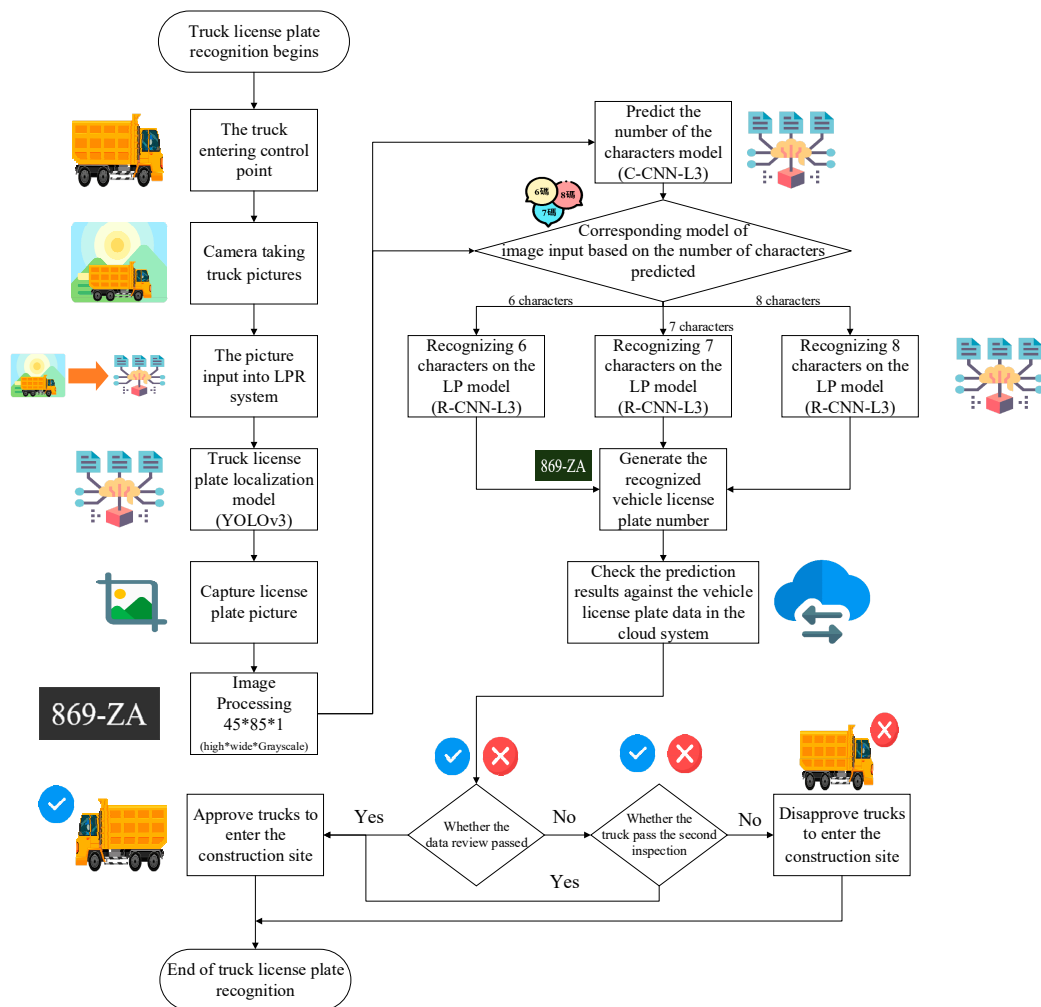 Truck license plate
recognition begins
The truck
entering control
point
Camera taking
truck pictures
The picture
input into LPR
system
Truck license
plate localization
model
(YOLOv3)
Capture license
plate picture
869-ZA
Image
Processing
45*85*1
(high*wide*Grayscale)
Predict the
number of the
characters model
(C-CNN-L3)
6碼
8碼
7碼
Corresponding model of
image input based on the number of characters
predicted
6 characters
7 characters
8 characters
Recognizing 6
characters on the
LP model
(R-CNN-L3)
Recognizing 7
characters on the
LP model
(R-CNN-L3)
Recognizing 8
characters on the
LP model
(R-CNN-L3)
869-ZA
Generate the
recognized
vehicle license
plate number
Check the prediction
results against the vehicle
license plate data in the
cloud system
Whether the
data review passed
Yes
No
Whether the
truck pass the second
inspection
Yes
No
Approve trucks to
enter the
construction site
Disapprove trucks
to enter the
construction site
End of truck license plate
recognition